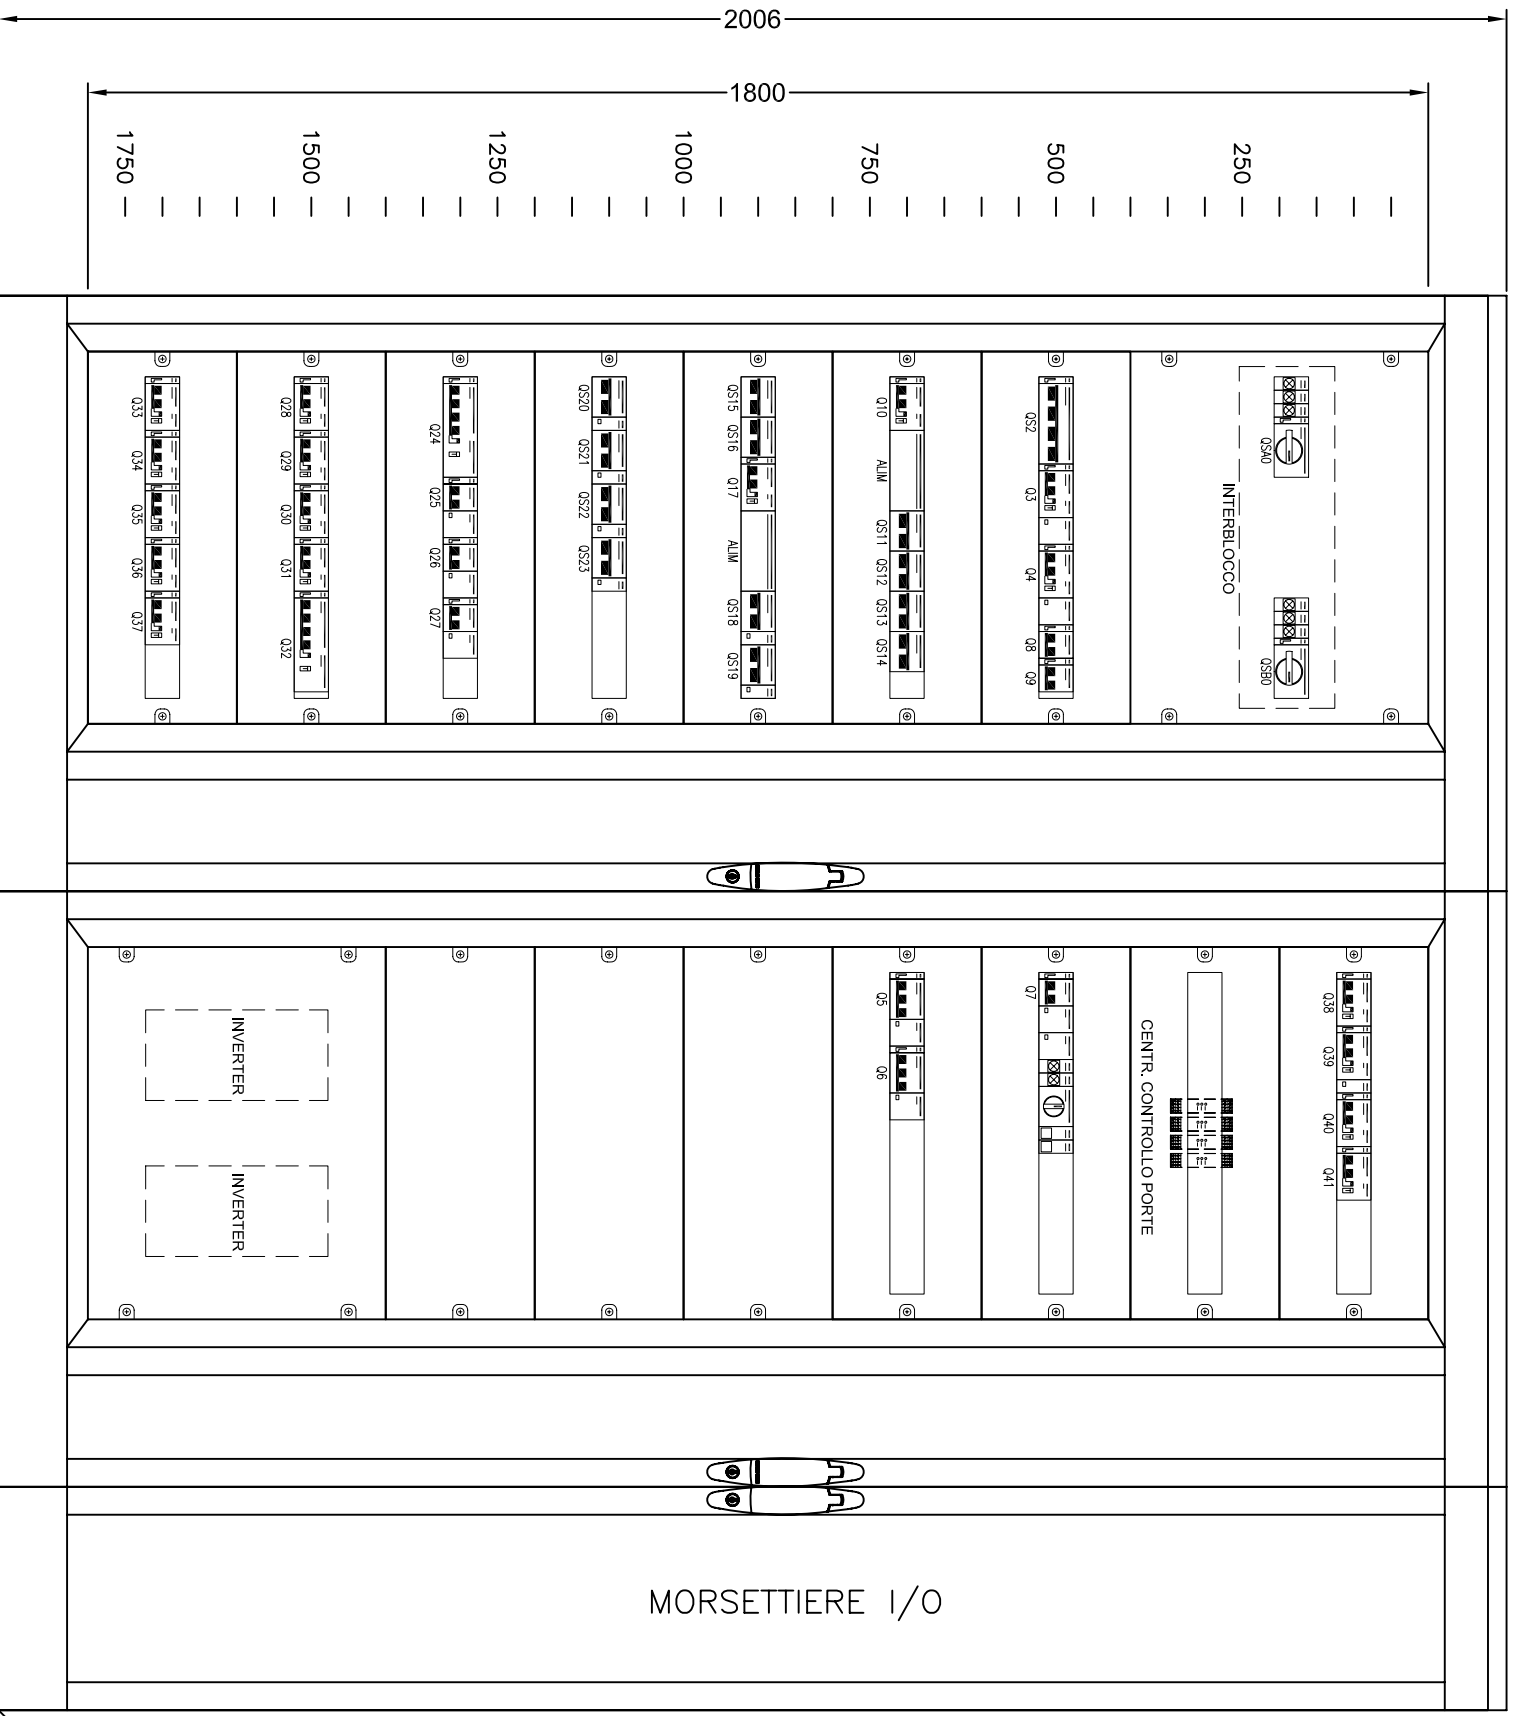 2006
1800
1750
1500
1250
1000
750
500
250
QSA0
QSB0
INTERBLOCCO
QS2
Q3
Q4
Q8
Q9
Q10
ALIM
QS11
QS12
QS13
QS14
QS15
QS16
Q17
ALIM
QS18
QS19
QS20
QS21
QS22
QS23
Q24
Q25
Q26
Q27
Q28
Q29
Q30
Q31
Q32
Q33
Q34
Q35
Q36
Q37
Q38
Q39
Q40
Q41
CENTR. CONTROLLO PORTE
Q7
Q5
Q6
INVERTER
INVERTER
MORSETTIERE I/O